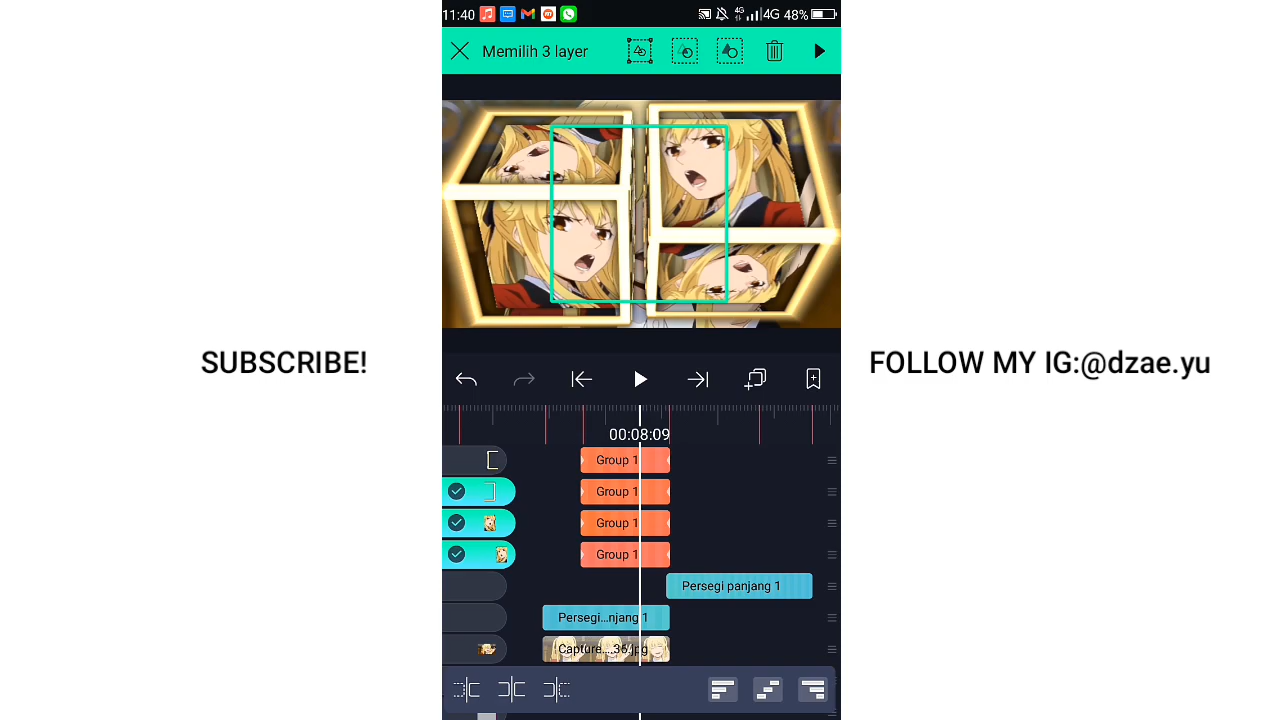 11:40
4G 4G 48%
Memilih 3 layer
SUBSCRIBE!
FOLLOW MY IG:@dzae.yu
00:08:09
Group 1
Group 1
Group 1
Group 1
Persegi panjang 1
Persegi...njang 1
Capture....36.jpg